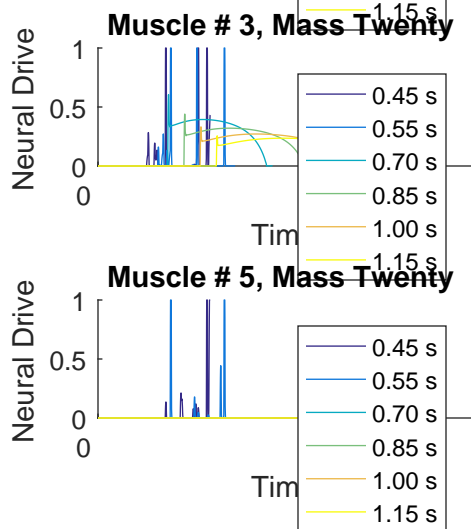 1.15 s
Muscle # 3, Mass Twenty
Neural Drive
1
0.5
0
0
Tim
0.45 s
0.55 s
0.70 s
0.85 s
1.00 s
1.15 s
Muscle # 5, Mass Twenty
Neural Drive
1
0.5
0
0
Tim
0.45 s
0.55 s
0.70 s
0.85 s
1.00 s
1.15 s